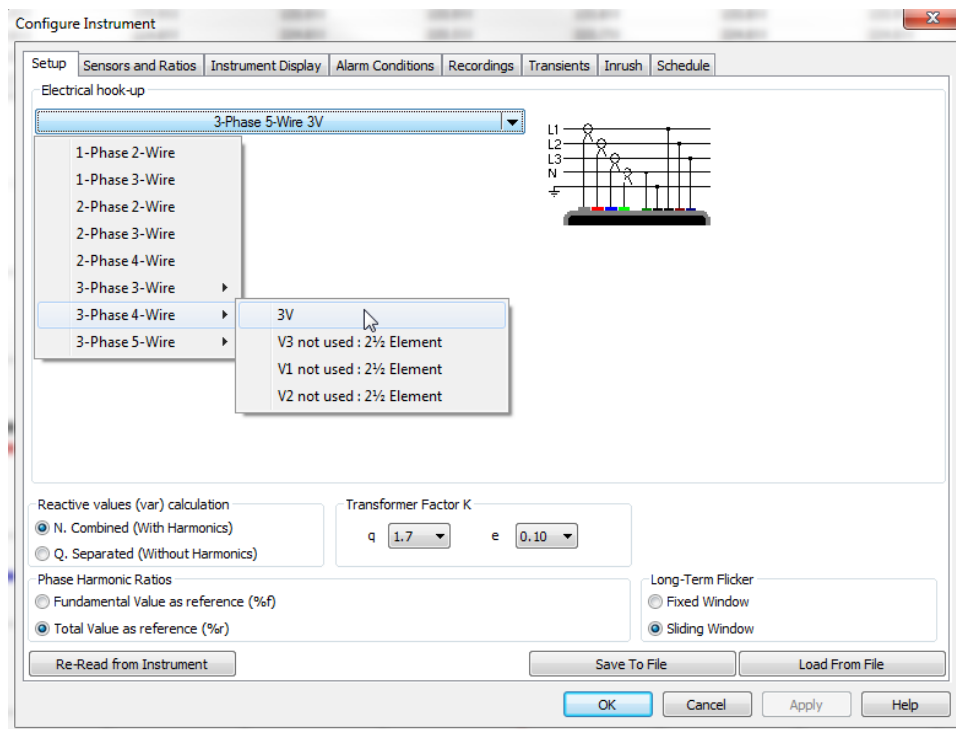 Configure Instrument
x
Setup Sensors and Ratios Instrument Display Alarm Conditions Recordings Transients Inrush Schedule
Electrical hook-up
3-Phase 5-Wire 3V
L1
L2
L3
N
1-Phase 2-Wire
1-Phase 3-Wire
2-Phase 2-Wire
2-Phase 3-Wire
2-Phase 4-Wire
3-Phase 3-Wire
3-Phase 4-Wire
3-Phase 5-Wire
3V
V3 not used : 2½ Element
V1 not used : 2½ Element
V2 not used : 2½ Element
Reactive values (var) calculation
N. Combined (With Harmonics)
Q. Separated (Without Harmonics)
Transformer Factor K
q 1.7 e 0.10
Phase Harmonic Ratios
Fundamental Value as reference (%f)
Total Value as reference (%r)
Long-Term Flicker
Fixed Window
Sliding Window
Re-Read from Instrument Save To File Load From File
OK Cancel Apply Help